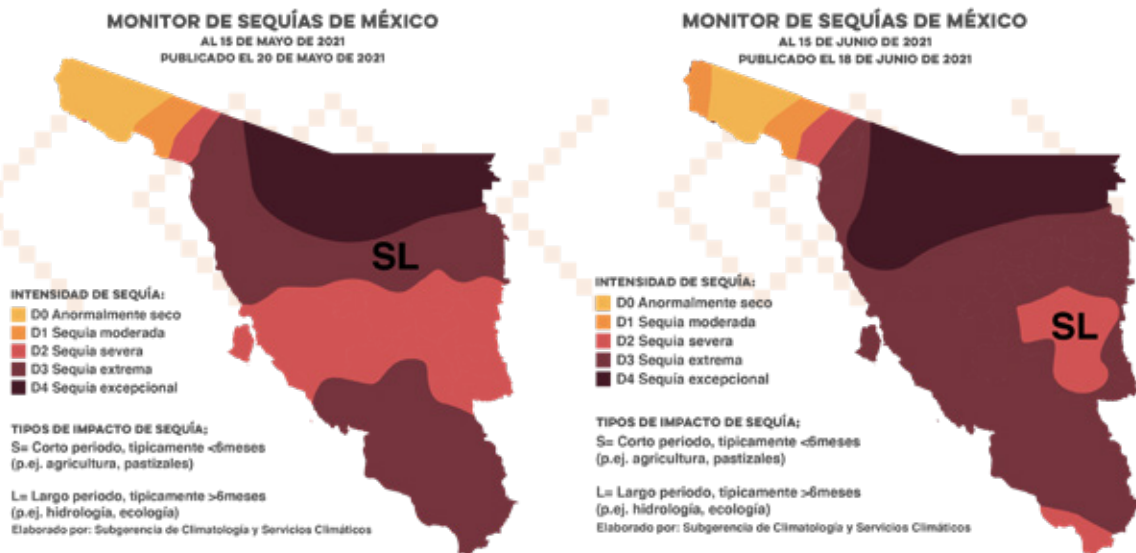 MONITOR DE SEQUÍAS DE MÉXICO
AL 15 DE MAYO DE 2021
PUBLICADO EL 20 DE MAYO DE 2021
SL
INTENSIDAD DE SEQUÍA:
D0 Anormalmente seco
D1 Sequia moderada
D2 Sequia severa
D3 Sequia extrema
D4 Sequia excepcional
TIPOS DE IMPACTO DE SEQUÍA;
S= Corto periodo, tipicamente <6meses
(p.ej. agricultura, pastizales)
L= Largo periodo, tipicamente >6meses
(p.ej. hidrología, ecología)
Elaborado por: Subgerencia de Climatología y Servicios Climáticos
MONITOR DE SEQUÍAS DE MÉXICO
AL 15 DE JUNIO DE 2021
PUBLICADO EL 18 DE JUNIO DE 2021
INTENSIDAD DE SEQUÍA:
D0 Anormalmente seco
D1 Sequia moderada
D2 Sequia severa
D3 Sequia extrema
D4 Sequia excepcional
SL
TIPOS DE IMPACTO DE SEQUÍA;
S= Corto periodo, tipicamente <6meses
(p.ej. agricultura, pastizales)
L= Largo periodo, tipicamente >6meses
(p.ej. hidrología, ecología)
Elaborado por: Subgerencia de Climatología y Servicios Climáticos